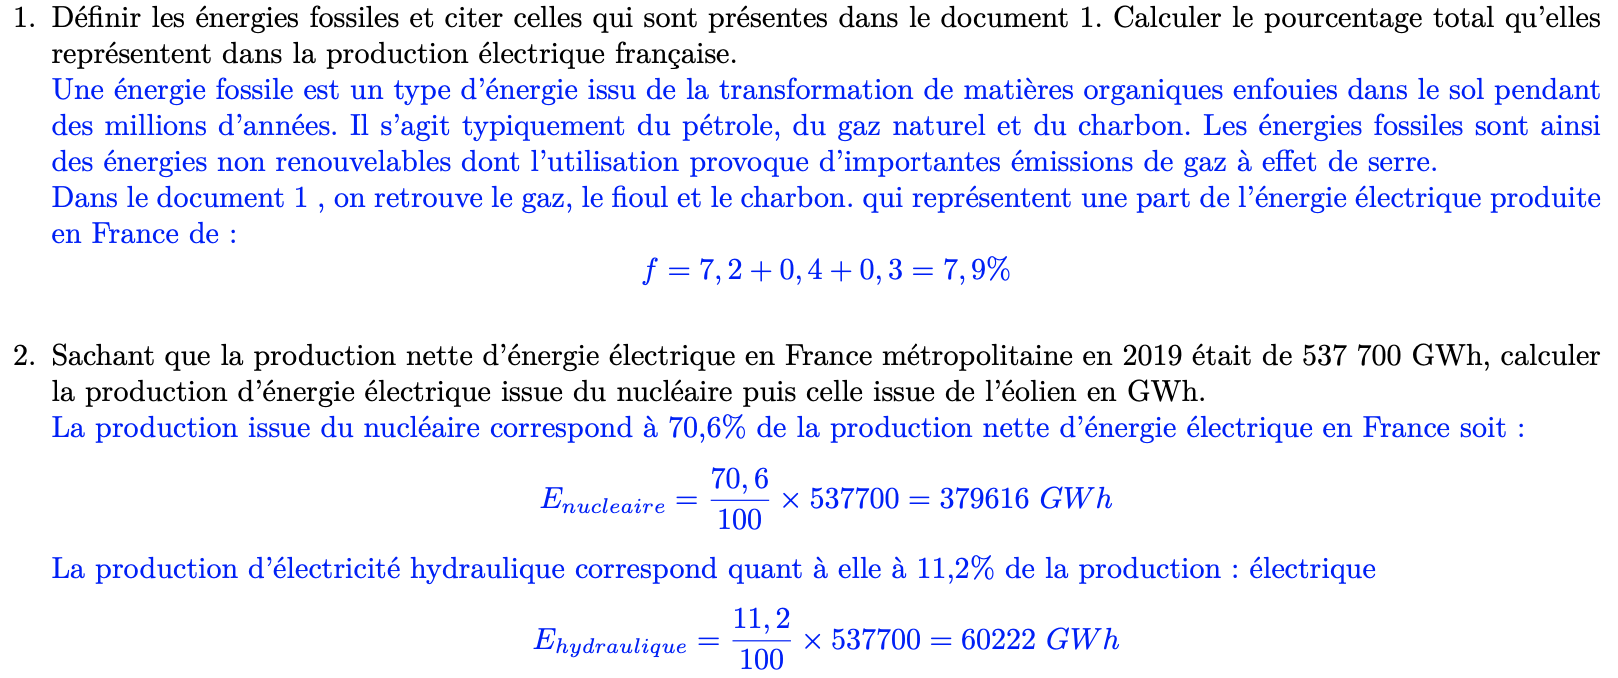 1. Définir les énergies fossiles et citer celles qui sont présentes dans le document 1. Calculer le pourcentage total qu'elles
représentent dans la production électrique française.
Une énergie fossile est un type d'énergie issu de la transformation de matières organiques enfouies dans le sol pendant
des millions d'années. Il s'agit typiquement du pétrole, du gaz naturel et du charbon. Les énergies fossiles sont ainsi
des énergies non renouvelables dont l'utilisation provoque d'importantes émissions de gaz à effet de serre.
Dans le document 1 , on retrouve le gaz, le fioul et le charbon. qui représentent une part de l'énergie électrique produite
en France de :
f = 7, 2 + 0, 4 + 0, 3 = 7, 9%
2. Sachant que la production nette d'énergie électrique en France métropolitaine en 2019 était de 537 700 GWh, calculer
la production d'énergie électrique issue du nucléaire puis celle issue de l'éolien en GWh.
La production issue du nucléaire correspond à 70,6% de la production nette d'énergie électrique en France soit :
E_{nucleaire} = \frac{70, 6}{100} × 537700 = 379616 GWh
La production d'électricité hydraulique correspond quant à elle à 11,2% de la production : électrique
E_{hydraulique} = \frac{11, 2}{100} × 537700 = 60222 GWh